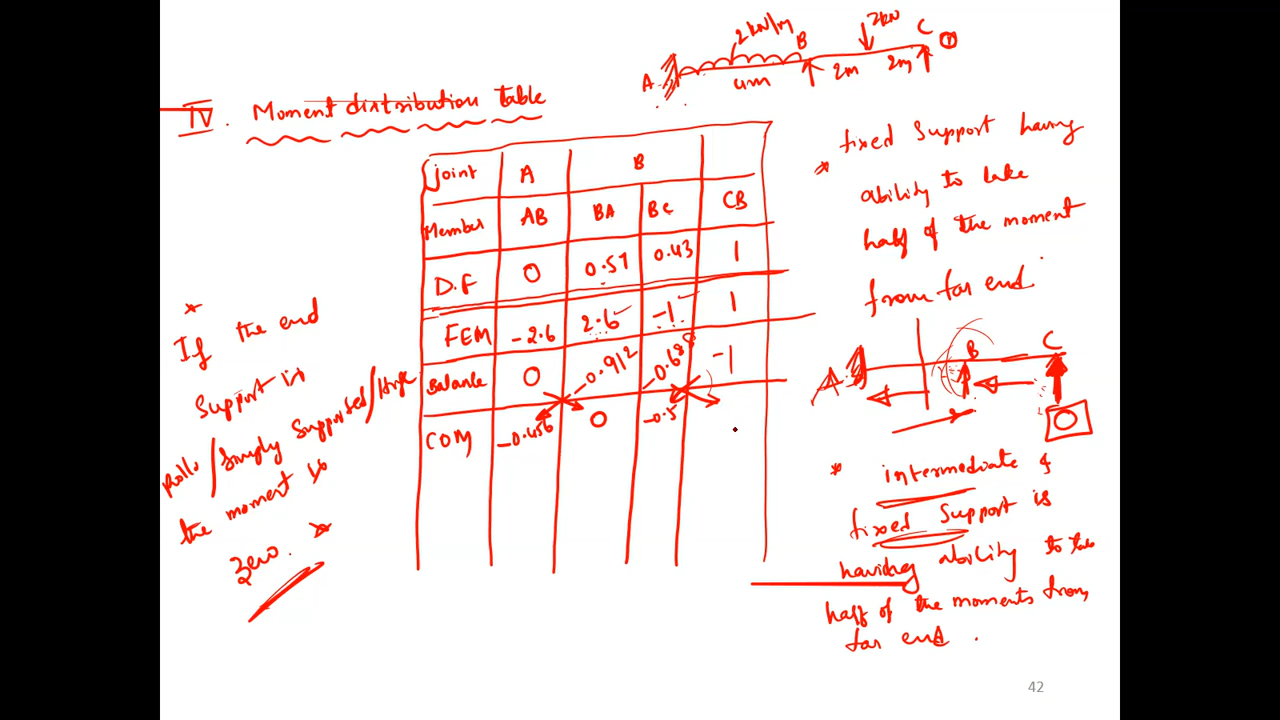 2kN/m
B
2kN
C
A
4m
2m
2m
IV. Moment distribution table
Joint A B
Member AB BA BC CB
D.F 0 0.57 0.43 1
FEM -2.6 2.6 -1 1
Balance 0 -0.912 -0.688 -1
COM -0.456 0 -0.5
* If the end
Support is
roller/Simply Supported/Hinge
the moment is
zero. *
* fixed Support having
ability to take
half of the moment
from far end.
A B C
0
* intermediate &
fixed Support is
having ability to take
half of the moments from
far end.
42